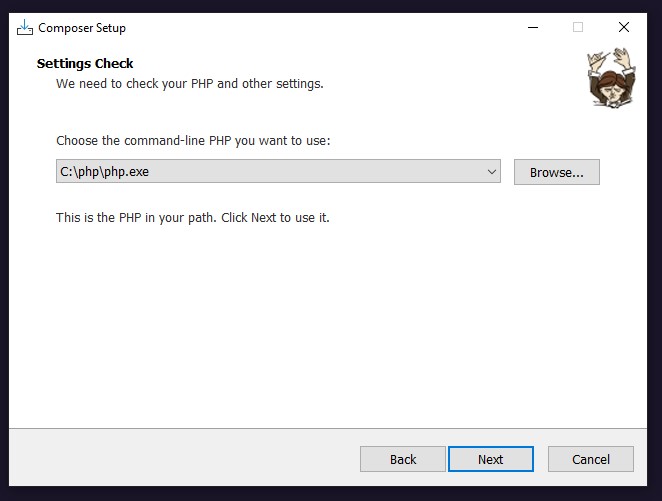 Composer Setup
Settings Check
We need to check your PHP and other settings.
Choose the command-line PHP you want to use:
C:\php\php.exe
Browse...
This is the PHP in your path. Click Next to use it.
Back
Next
Cancel